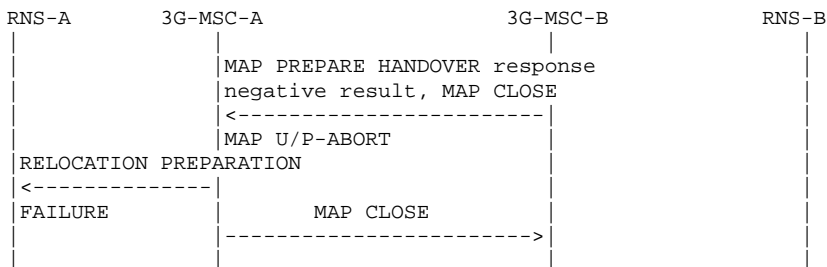 RNS-A 3G-MSC-A 3G-MSC-B RNS-B
MAP PREPARE HANDOVER response
negative result, MAP CLOSE
MAP U/P-ABORT
RELOCATION PREPARATION
FAILURE MAP CLOSE